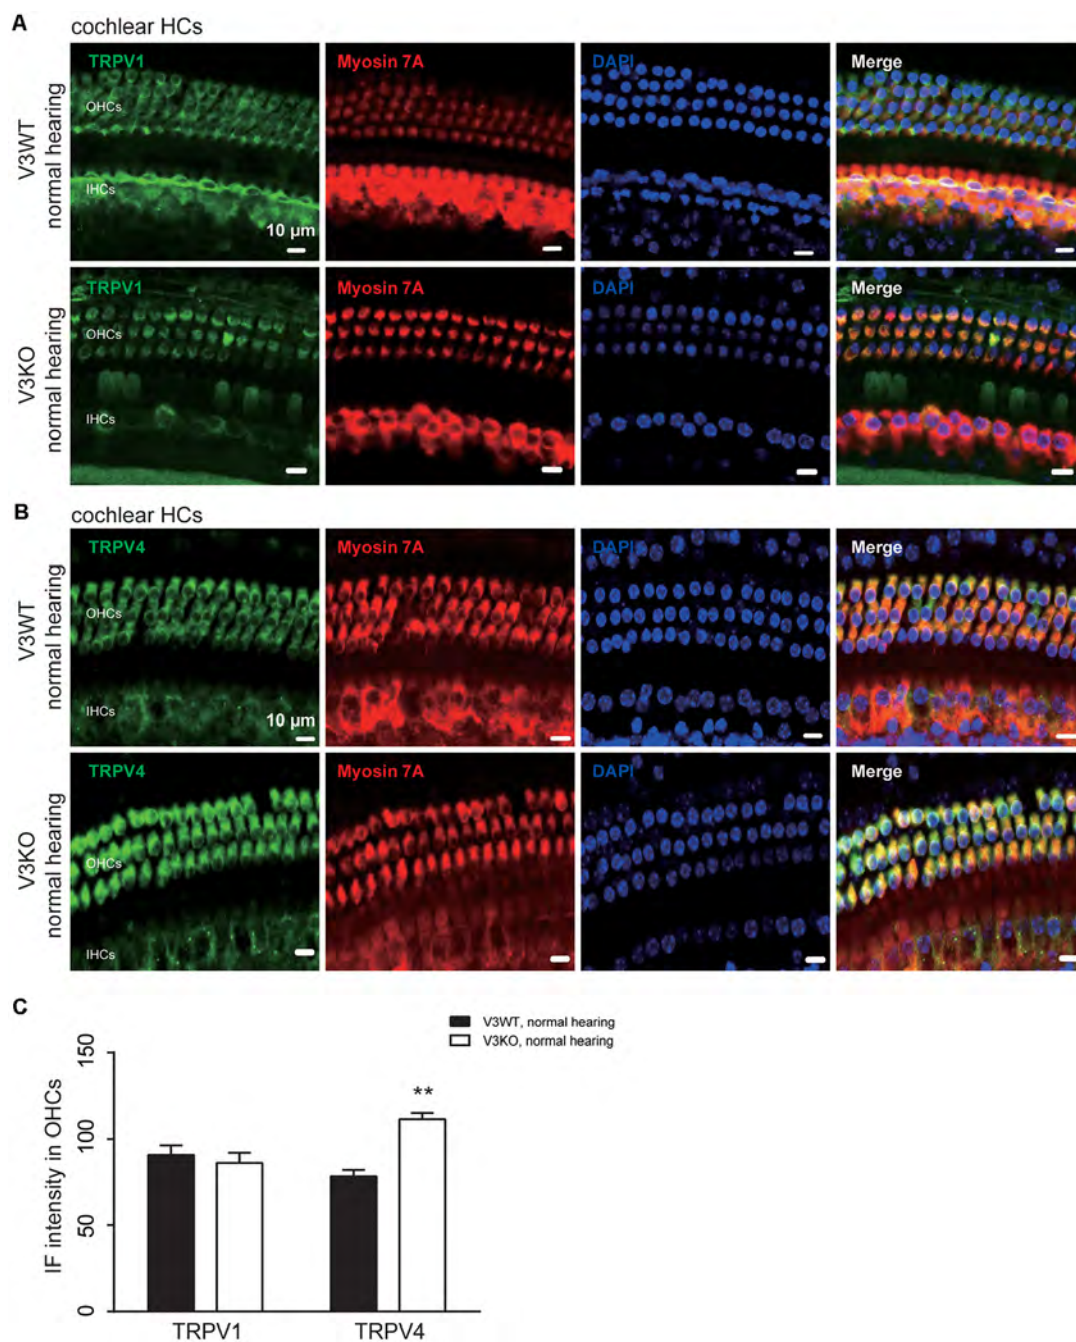 A
cochlear HCs
V3WT
normal hearing
TRPV1
OHCs
IHCs
10 µm
Myosin 7A
DAPI
Merge
V3KO
normal hearing
TRPV1
OHCs
IHCs
Myosin 7A
DAPI
Merge
B
cochlear HCs
V3WT
normal hearing
TRPV4
OHCs
IHCs
10 µm
Myosin 7A
DAPI
Merge
V3KO
normal hearing
TRPV4
OHCs
IHCs
Myosin 7A
DAPI
Merge
C
V3WT, normal hearing
V3KO, normal hearing
IF intensity in OHCs
150
100
50
0
**
TRPV1
TRPV4